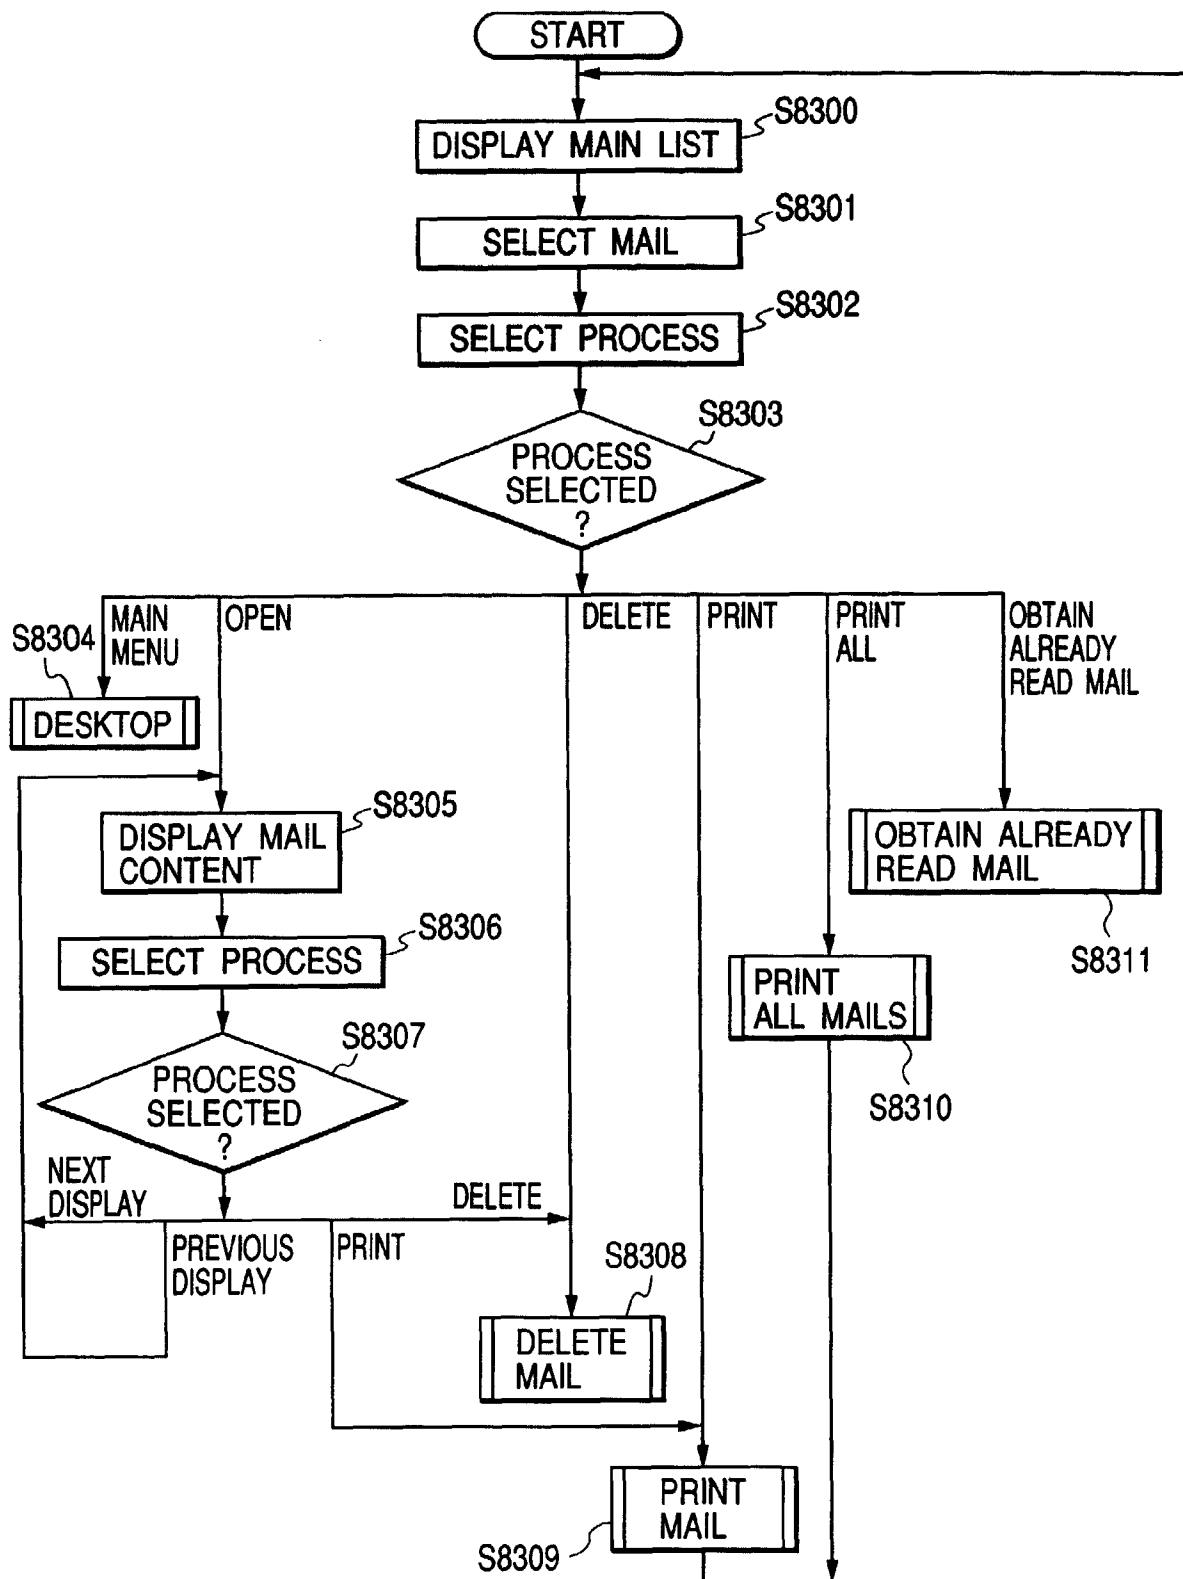 START
S8300
DISPLAY MAIN LIST
S8301
SELECT MAIL
S8302
SELECT PROCESS
S8303
PROCESS
SELECTED
?
MAIN
MENU
OPEN
DELETE
PRINT
PRINT
ALL
OBTAIN
ALREADY
READ MAIL
S8304
DESKTOP
S8305
DISPLAY MAIL
CONTENT
OBTAIN ALREADY
READ MAIL
S8311
S8306
SELECT PROCESS
PRINT
ALL MAILS
S8310
S8307
PROCESS
SELECTED
?
NEXT
DISPLAY
DELETE
PREVIOUS
DISPLAY
PRINT
S8308
DELETE
MAIL
PRINT
MAIL
S8309